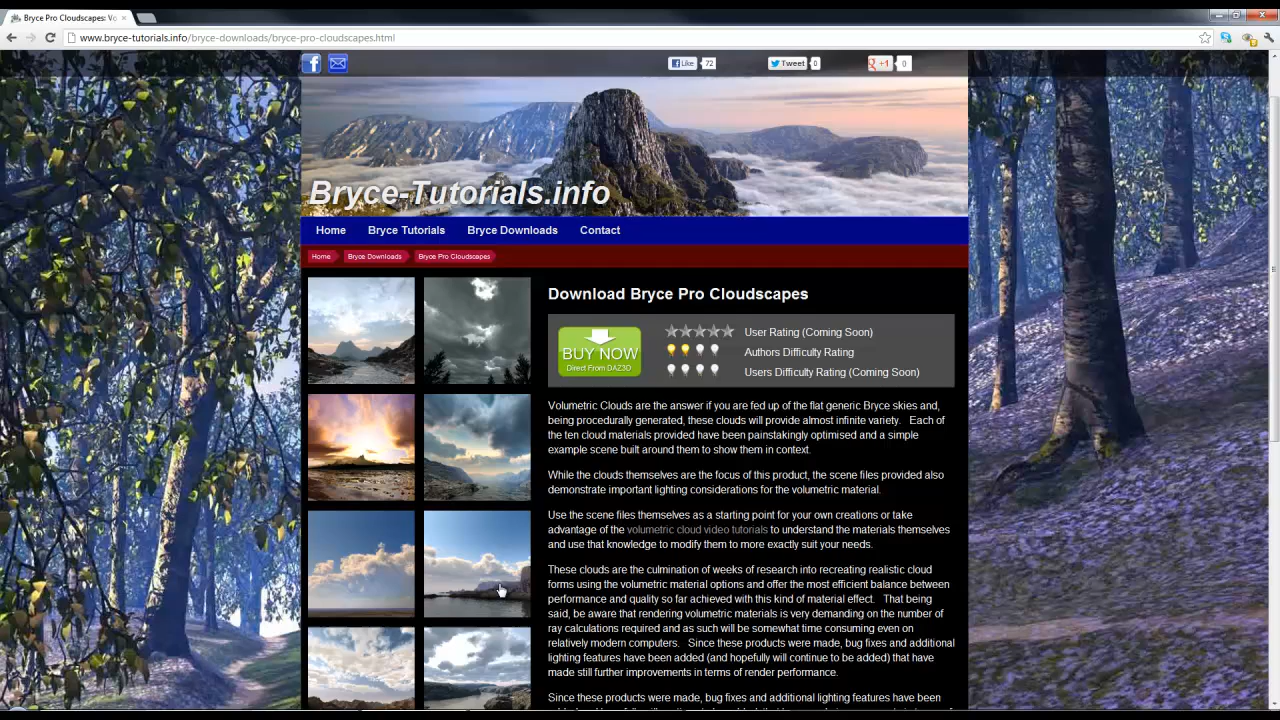 Bryce Pro Cloudscapes: Vo
www.bryce-tutorials.info/bryce-downloads/bryce-pro-cloudscapes.html
Like 72 Tweet 0 +1 0
Bryce-Tutorials.info
Home Bryce Tutorials Bryce Downloads Contact
Home Bryce Downloads Bryce Pro Cloudscapes
Download Bryce Pro Cloudscapes
BUY NOW
Direct From DAZ3D
User Rating (Coming Soon)
Authors Difficulty Rating
Users Difficulty Rating (Coming Soon)
Volumetric Clouds are the answer if you are fed up of the flat generic Bryce skies and,
being procedurally generated, these clouds will provide almost infinite variety. Each of
the ten cloud materials provided have been painstakingly optimised and a simple
example scene built around them to show them in context.
While the clouds themselves are the focus of this product, the scene files provided also
demonstrate important lighting considerations for the volumetric material.
Use the scene files themselves as a starting point for your own creations or take
advantage of the volumetric cloud video tutorials to understand the materials themselves
and use that knowledge to modify them to more exactly suit your needs.
These clouds are the culmination of weeks of research into recreating realistic cloud
forms using the volumetric material options and offer the most efficient balance between
performance and quality so far achieved with this kind of material effect. That being
said, be aware that rendering volumetric materials is very demanding on the number of
ray calculations required and as such will be somewhat time consuming even on
relatively modern computers. Since these products were made, bug fixes and additional
lighting features have been added (and hopefully will continue to be added) that have
made still further improvements in terms of render performance.
Since these products were made, bug fixes and additional lighting features have been